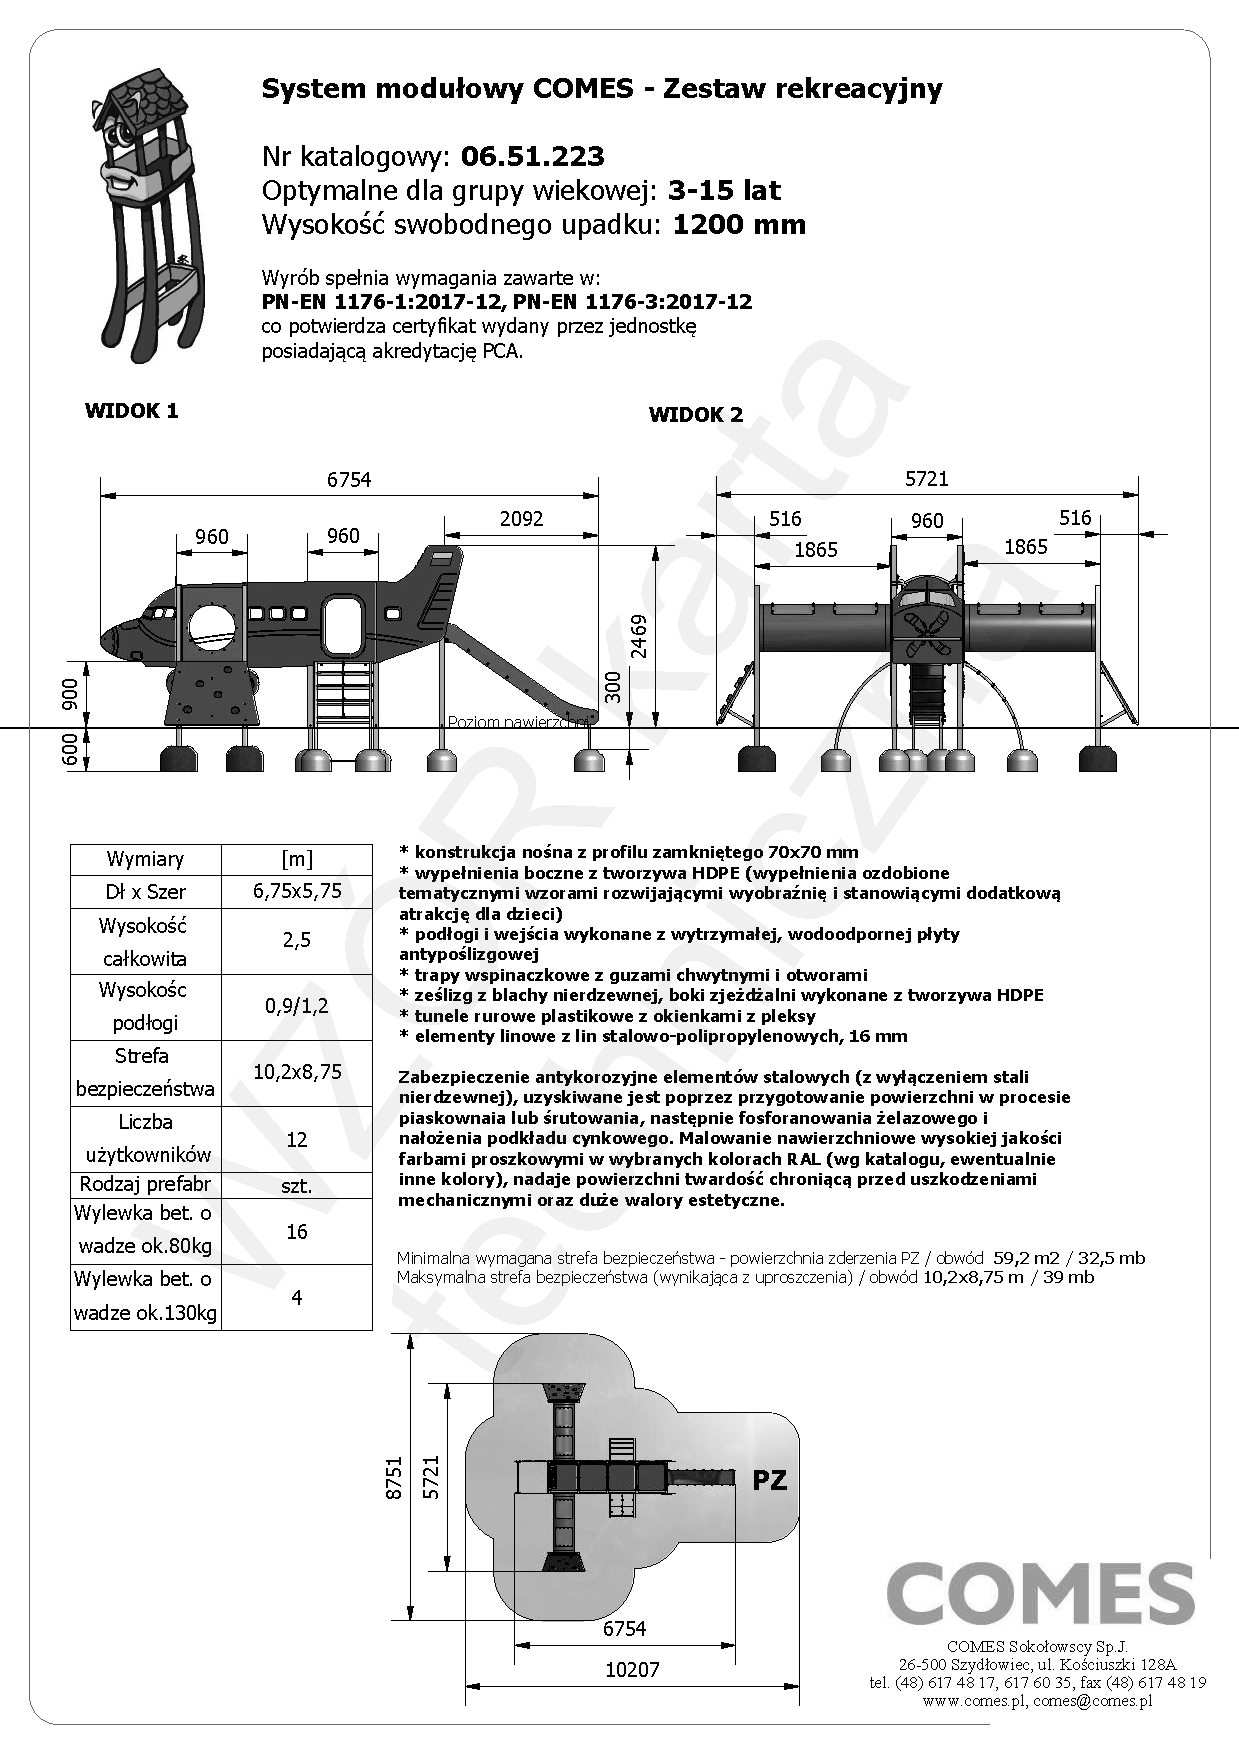 System modułowy COMES - Zestaw rekreacyjny
Nr katalogowy: 06.51.223
Optymalne dla grupy wiekowej: 3-15 lat
Wysokość swobodnego upadku: 1200 mm
Wyrób spełnia wymagania zawarte w:
PN-EN 1176-1:2017-12, PN-EN 1176-3:2017-12
co potwierdza certyfikat wydany przez jednostkę
posiadającą akredytację PCA.
WIDOK 1
WIDOK 2
6754
960
960
2092
900
600
2469
300
Poziom nawierzchni
5721
516
960
516
1865
1865
WZÓR karta
techniczna
Wymiary [m]
Dł x Szer 6,75x5,75
Wysokość
całkowita 2,5
Wysokośc
podłogi 0,9/1,2
Strefa
bezpieczeństwa 10,2x8,75
Liczba
użytkowników 12
Rodzaj prefabr szt.
Wylewka bet. o
wadze ok.80kg 16
Wylewka bet. o
wadze ok.130kg 4
* konstrukcja nośna z profilu zamkniętego 70x70 mm
* wypełnienia boczne z tworzywa HDPE (wypełnienia ozdobione
tematycznymi wzorami rozwijającymi wyobraźnię i stanowiącymi dodatkową
atrakcję dla dzieci)
* podłogi i wejścia wykonane z wytrzymałej, wodoodpornej płyty
antypoślizgowej
* trapy wspinaczkowe z guzami chwytnymi i otworami
* ześlizg z blachy nierdzewnej, boki zjeżdżalni wykonane z tworzywa HDPE
* tunele rurowe plastikowe z okienkami z pleksy
* elementy linowe z lin stalowo-polipropylenowych, 16 mm
Zabezpieczenie antykorozyjne elementów stalowych (z wyłączeniem stali
nierdzewnej), uzyskiwane jest poprzez przygotowanie powierzchni w procesie
piaskownaia lub śrutowania, następnie fosforanowania żelazowego i
nałożenia podkładu cynkowego. Malowanie nawierzchniowe wysokiej jakości
farbami proszkowymi w wybranych kolorach RAL (wg katalogu, ewentualnie
inne kolory), nadaje powierzchni twardość chroniącą przed uszkodzeniami
mechanicznymi oraz duże walory estetyczne.
Minimalna wymagana strefa bezpieczeństwa - powierzchnia zderzenia PZ / obwód 59,2 m2 / 32,5 mb
Maksymalna strefa bezpieczeństwa (wynikająca z uproszczenia) / obwód 10,2x8,75 m / 39 mb
8751
5721
PZ
6754
10207
COMES
COMES Sokołowscy Sp.J.
26-500 Szydłowiec, ul. Kościuszki 128A
tel. (48) 617 48 17, 617 60 35, fax (48) 617 48 19
www.comes.pl, comes@comes.pl